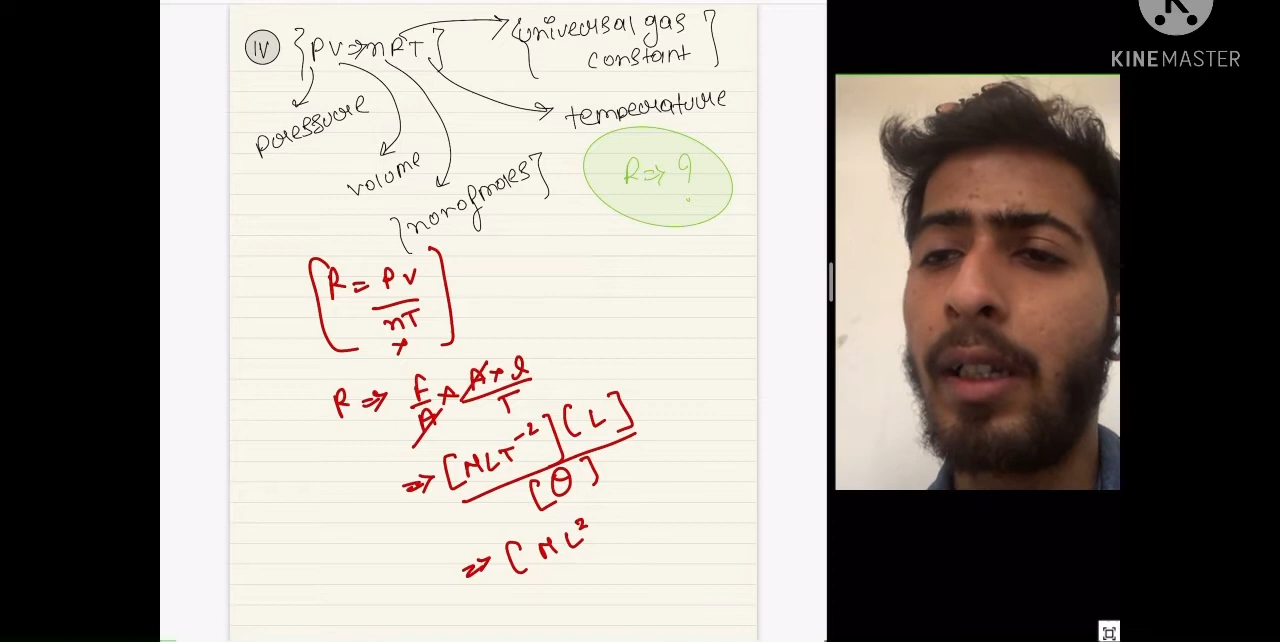 IV { PV ⇒ nRT }
{ universal gas
constant }
temperature
pressure
volume
{ no. of moles }
R ⇒ ?
[ R = PV
nT ]
R ⇒ F/A × A × l
T
⇒ [MLT⁻²] [L]
[θ]
⇒ [ML²
K
KINEMASTER